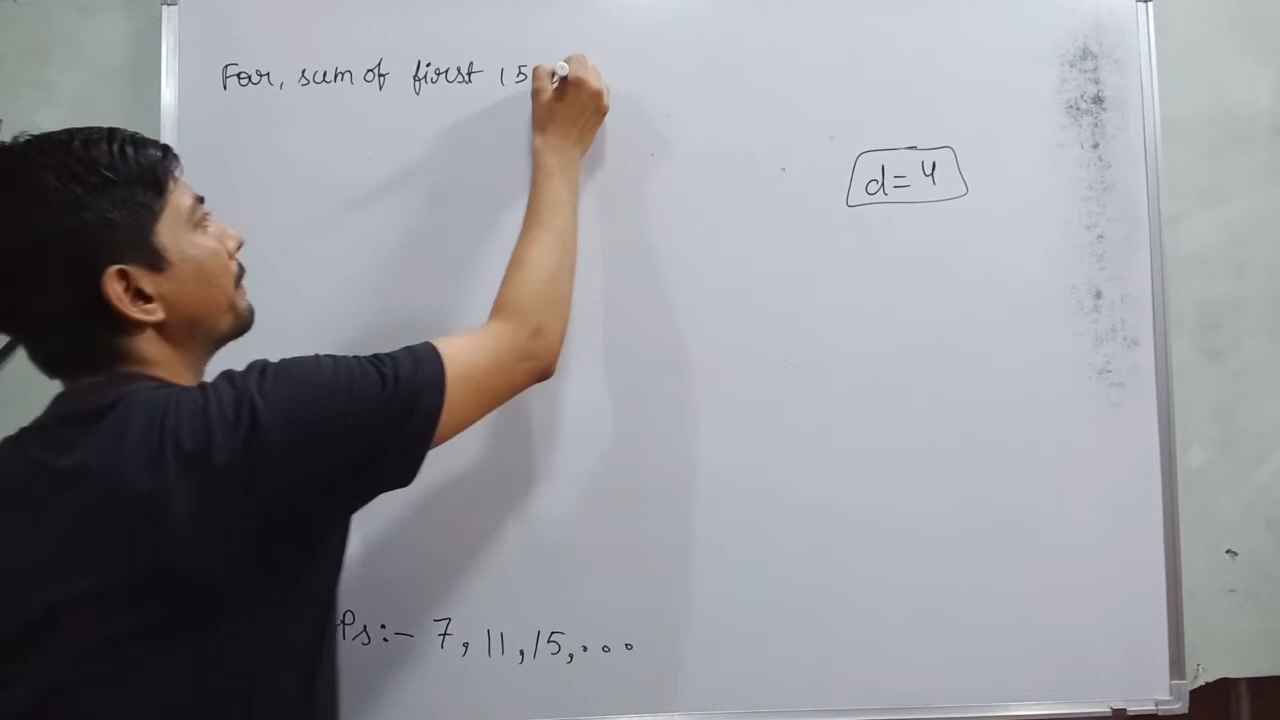 For, sum of first 15
d = 4
Ps:- 7, 11, 15, ...